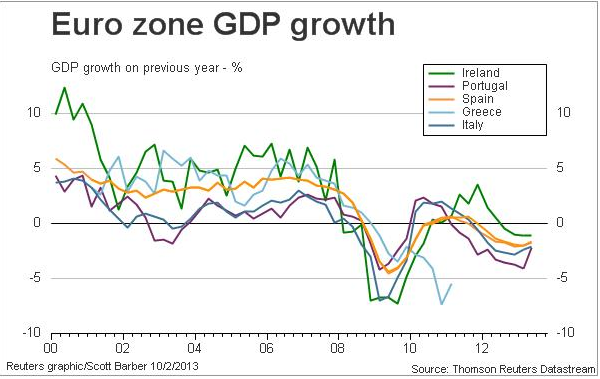 Euro zone GDP growth
GDP growth on previous year - %
Ireland
Portugal
Spain
Greece
Italy
10 10
5 5
0 0
-5 -5
-10 -10
00 02 04 06 08 10 12
Reuters graphic/Scott Barber 10/2/2013 Source: Thomson Reuters Datastream